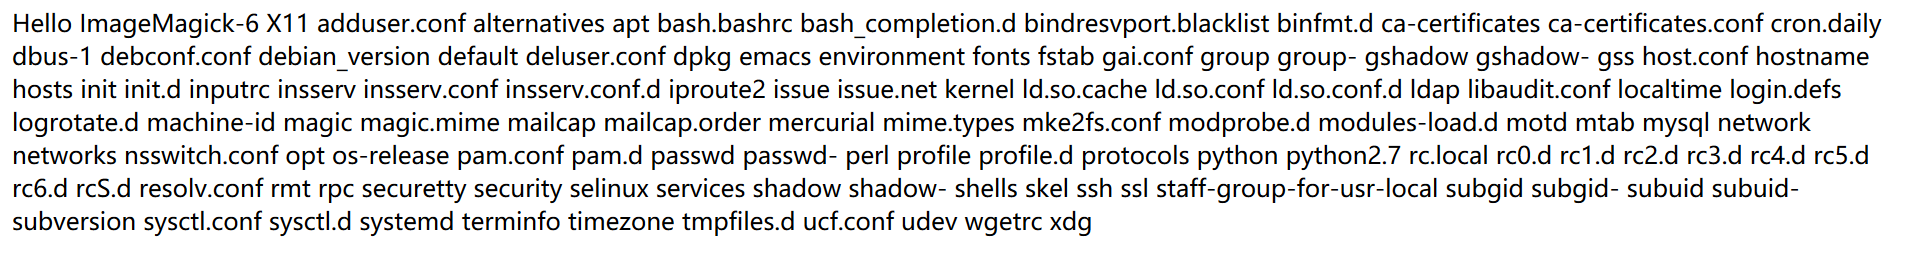 Hello ImageMagick-6 X11 adduser.conf alternatives apt bash.bashrc bash_completion.d bindresvport.blacklist binfmt.d ca-certificates ca-certificates.conf cron.daily
dbus-1 debconf.conf debian_version default deluser.conf dpkg emacs environment fonts fstab gai.conf group group- gshadow gshadow- gss host.conf hostname
hosts init init.d inputrc insserv insserv.conf insserv.conf.d iproute2 issue issue.net kernel ld.so.cache ld.so.conf ld.so.conf.d ldap libaudit.conf localtime login.defs
logrotate.d machine-id magic magic.mime mailcap mailcap.order mercurial mime.types mke2fs.conf modprobe.d modules-load.d motd mtab mysql network
networks nsswitch.conf opt os-release pam.conf pam.d passwd passwd- perl profile profile.d protocols python python2.7 rc.local rc0.d rc1.d rc2.d rc3.d rc4.d rc5.d
rc6.d rcS.d resolv.conf rmt rpc securetty security selinux services shadow shadow- shells skel ssh ssl staff-group-for-usr-local subgid subgid- subuid subuid-
subversion sysctl.conf sysctl.d systemd terminfo timezone tmpfiles.d ucf.conf udev wgetrc xdg